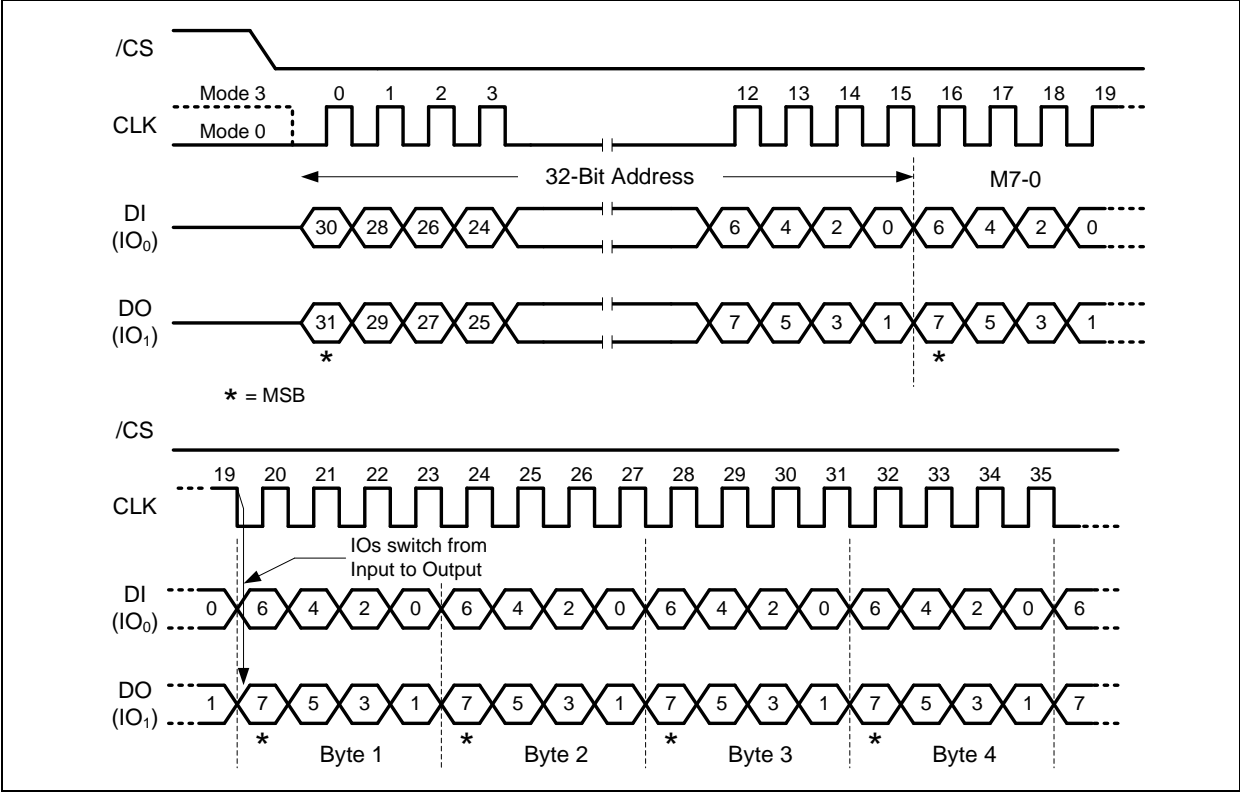 /CS
Mode 3
0 1 2 3 12 13 14 15 16 17 18 19
CLK
Mode 0
32-Bit Address
M7-0
DI
(IO₀)
30 28 26 24 6 4 2 0 6 4 2 0
DO
(IO₁)
31 29 27 25 7 5 3 1 7 5 3 1
* *
* = MSB
/CS
19 20 21 22 23 24 25 26 27 28 29 30 31 32 33 34 35
CLK
IOs switch from
Input to Output
DI
(IO₀)
0 6 4 2 0 6 4 2 0 6 4 2 0 6 4 2 0 6
DO
(IO₁)
1 7 5 3 1 7 5 3 1 7 5 3 1 7 5 3 1 7
* * * *
Byte 1 Byte 2 Byte 3 Byte 4